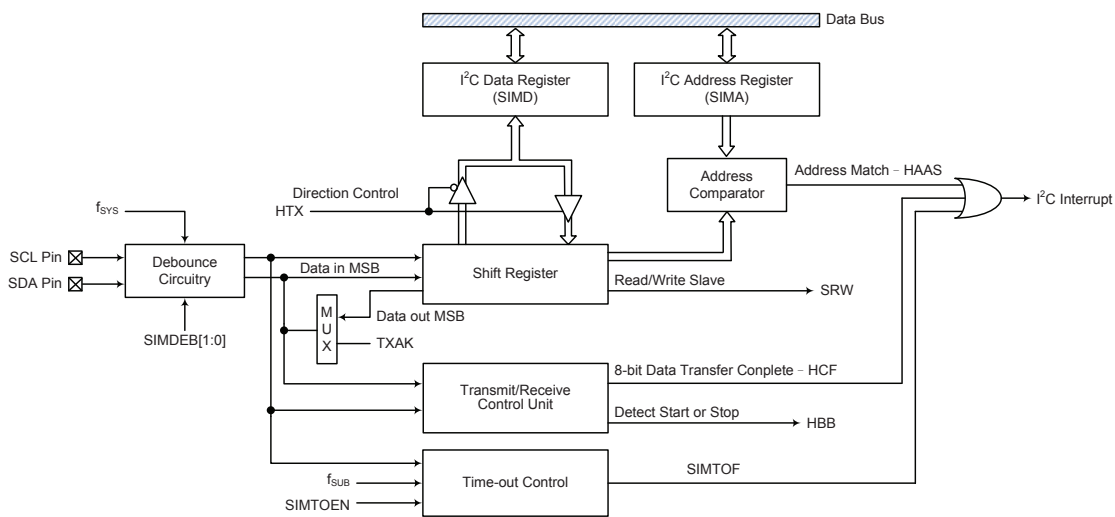 Data Bus
I²C Data Register
(SIMD)
I²C Address Register
(SIMA)
Direction Control
HTX
Address
Comparator
Address Match - HAAS
I²C Interrupt
fSYS
SCL Pin
SDA Pin
Debounce
Circuitry
SIMDEB[1:0]
Data in MSB
Shift Register
Read/Write Slave
SRW
M
U
X
Data out MSB
TXAK
Transmit/Receive
Control Unit
8-bit Data Transfer Conplete - HCF
Detect Start or Stop
HBB
fSUB
SIMTOEN
Time-out Control
SIMTOF